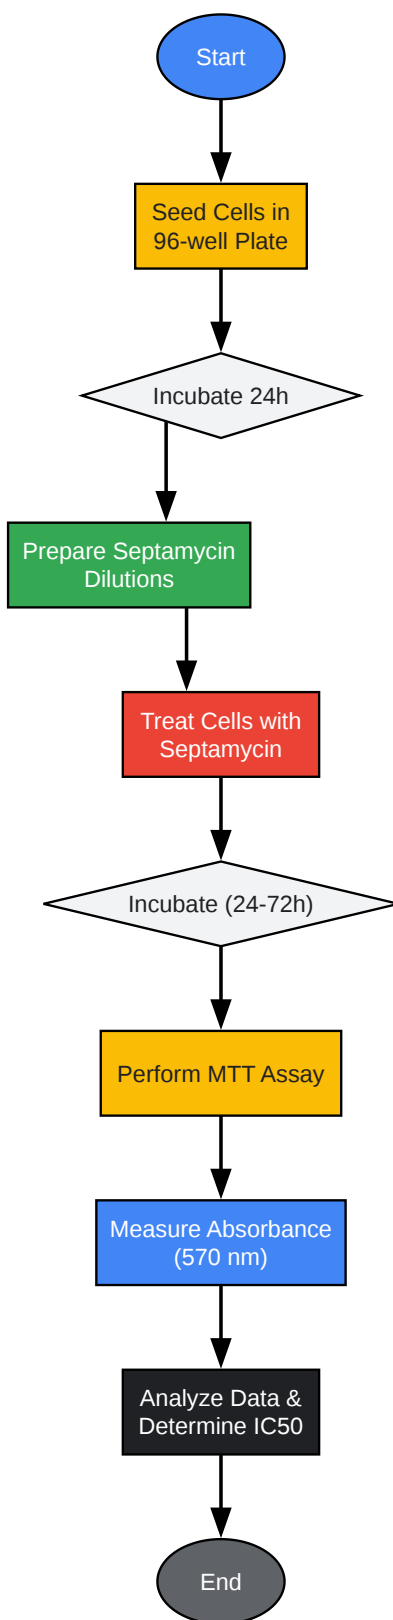 Start
Seed Cells in
96-well Plate
Incubate 24h
Prepare Septamycin
Dilutions
Treat Cells with
Septamycin
Incubate (24-72h)
Perform MTT Assay
Measure Absorbance
(570 nm)
Analyze Data &
Determine IC50
End